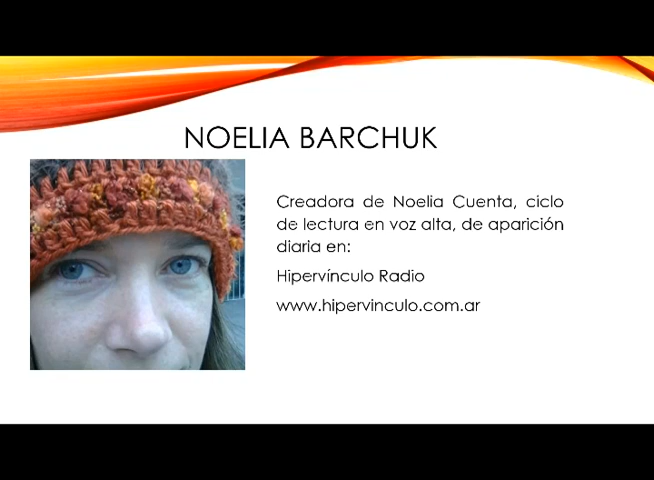 NOELIA BARCHUK
Creadora de Noelia Cuenta, ciclo
de lectura en voz alta, de aparición
diaria en:
Hipervínculo Radio
www.hipervinculo.com.ar